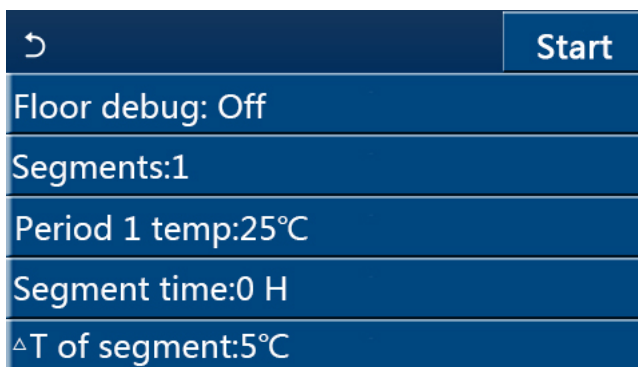 Start
Floor debug: Off
Segments:1
Period 1 temp:25℃
Segment time:0 H
△T of segment:5℃